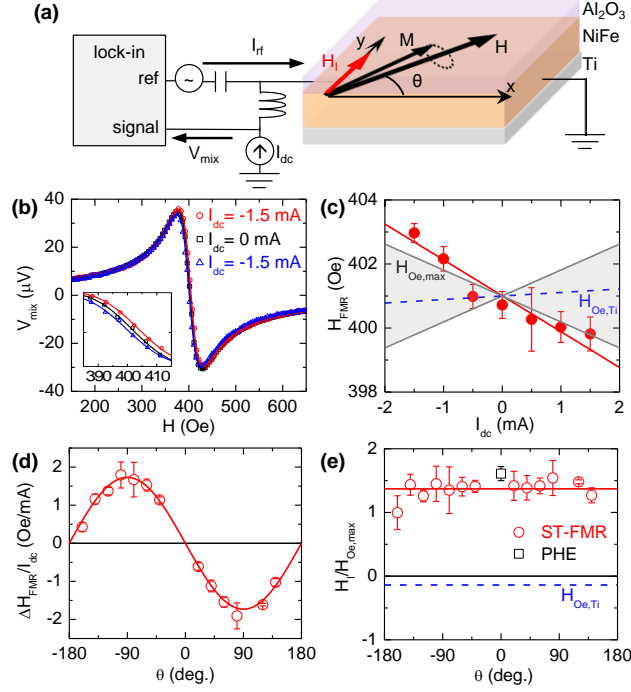 (a)
Al₂O₃
NiFe
Ti
lock-in
ref
signal
~
I_rf
V_mix
I_dc
H_I
y
M
H
θ
x
(b)
40
20
0
-20
-40
V_mix (μV)
I_dc= -1.5 mA
I_dc= 0 mA
I_dc= -1.5 mA
390 400 410
200 300 400 500 600
H (Oe)
(c)
404
402
400
398
H_FMR (Oe)
H_Oe,max
H_Oe,Ti
-2 -1 0 1 2
I_dc (mA)
(d)
2
1
0
-1
-2
ΔH_FMR/I_dc (Oe/mA)
-180 -90 0 90 180
θ (deg.)
(e)
2
1
0
1
H_I/H_Oe,max
ST-FMR
PHE
H_Oe,Ti
-180 -90 0 90 180
θ (deg.)